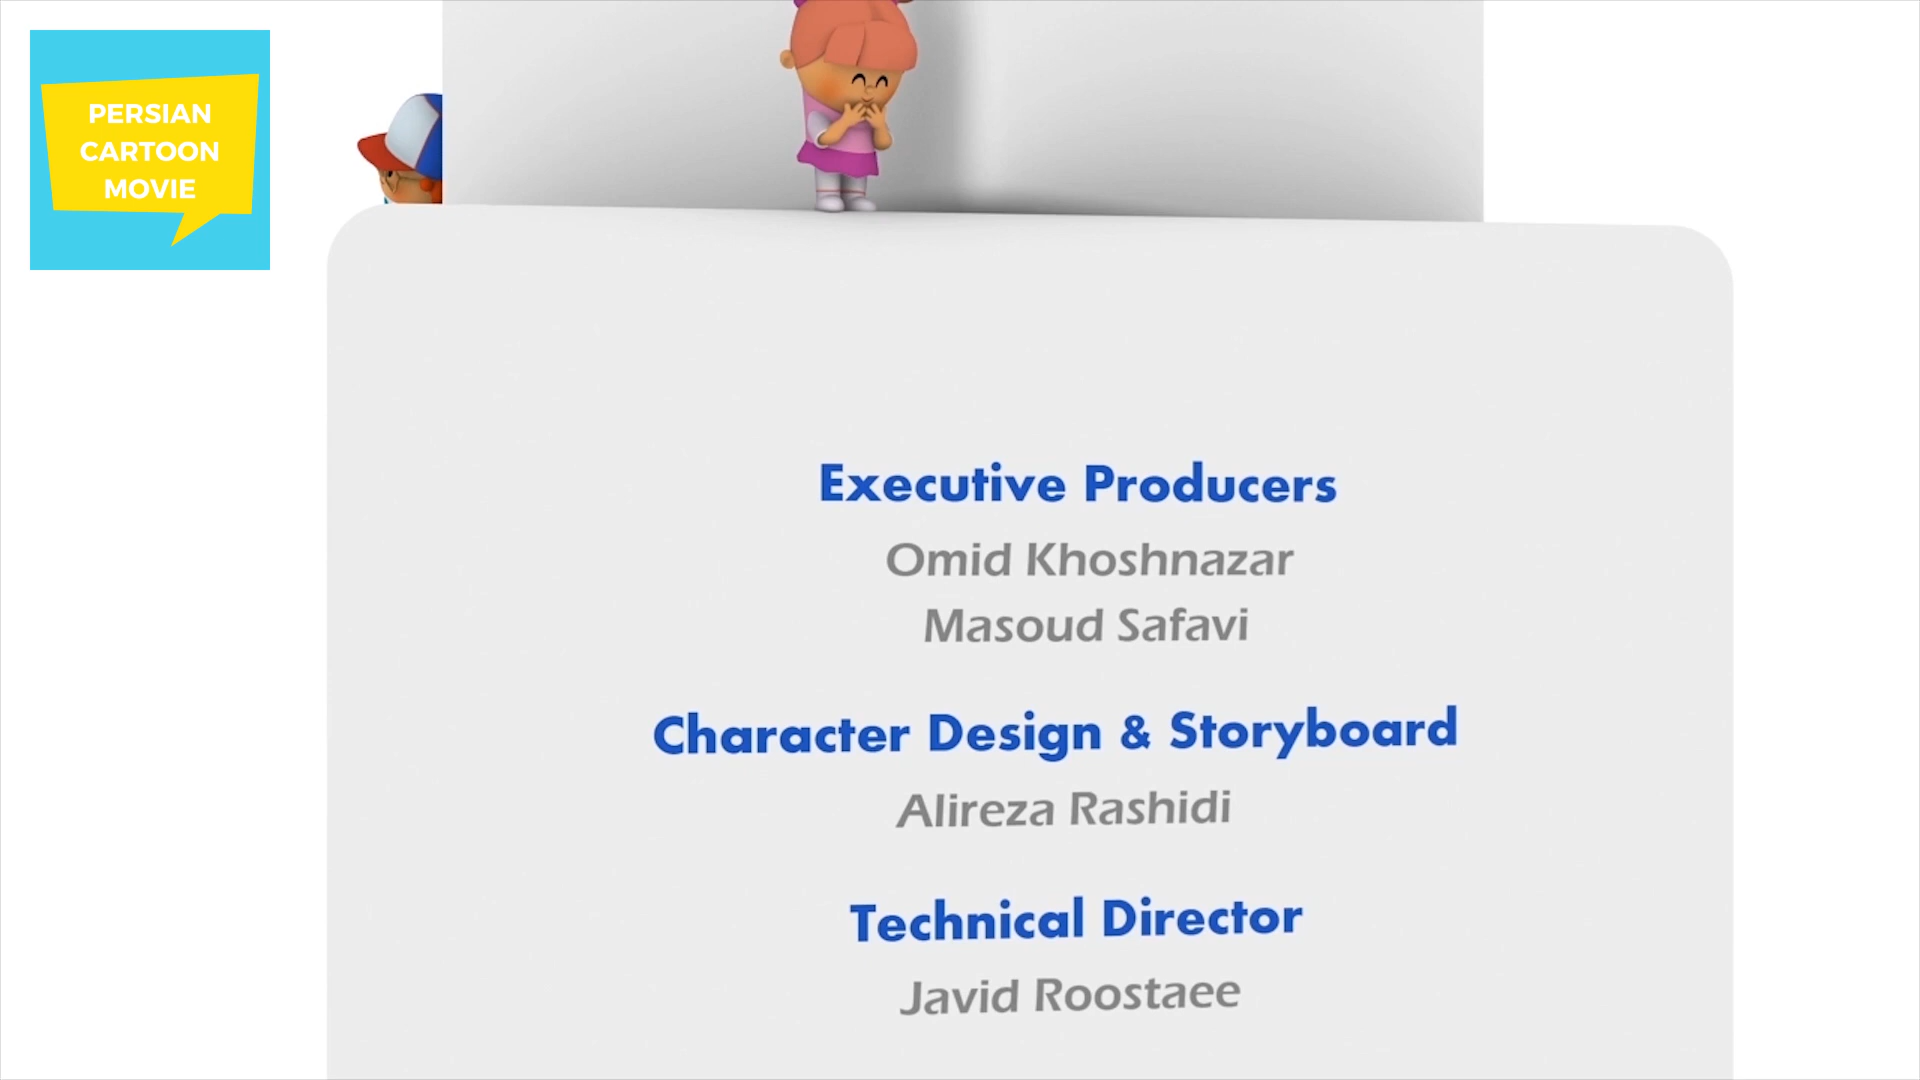 PERSIAN
CARTOON
MOVIE
Executive Producers
Omid Khoshnazar
Masoud Safavi
Character Design & Storyboard
Alireza Rashidi
Technical Director
Javid Roostaee